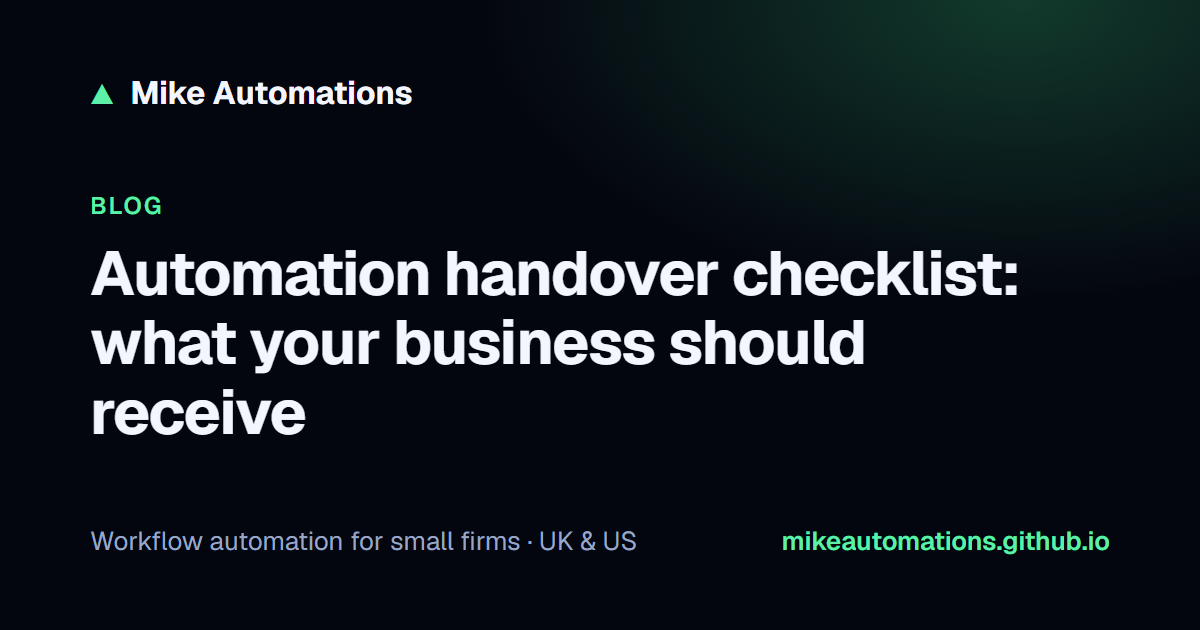 Mike Automations
BLOG
Automation handover checklist:
what your business should
receive
Workflow automation for small firms · UK & US
mikeautomations.github.io